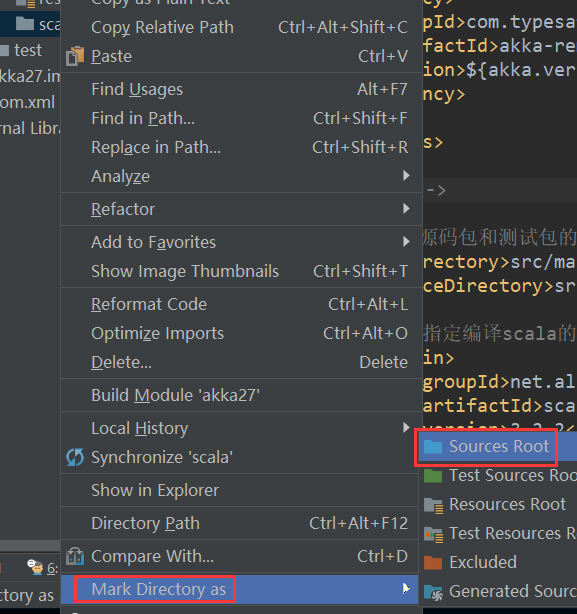 Copy as Plain Text
sca
Copy Relative Path Ctrl+Alt+Shift+C
test
Paste Ctrl+V
kka27.im
om.xml
Find Usages Alt+F7
rnal Libra
Find in Path... Ctrl+Shift+F
Replace in Path... Ctrl+Shift+R
Analyze
Refactor
Add to Favorites
Show Image Thumbnails Ctrl+Shift+T
Reformat Code Ctrl+Alt+L
Optimize Imports Ctrl+Alt+O
Delete... Delete
Build Module 'akka27'
Local History
Synchronize 'scala'
Show in Explorer
Directory Path Ctrl+Alt+F12
Compare With... Ctrl+D
6:
Mark Directory as
tory as
pId>com.typesa
factId>akka-re
ion>${akka.ver
ncy>
s>
->
源码包和测试包的
rectory>src/ma
ceDirectory>sr
指定编译scala的
in>
groupId>net.al
artifactId>sca
version>3.2.2<
Sources Root
Test Sources Roo
Resources Root
Test Resources R
Excluded
Generated Source